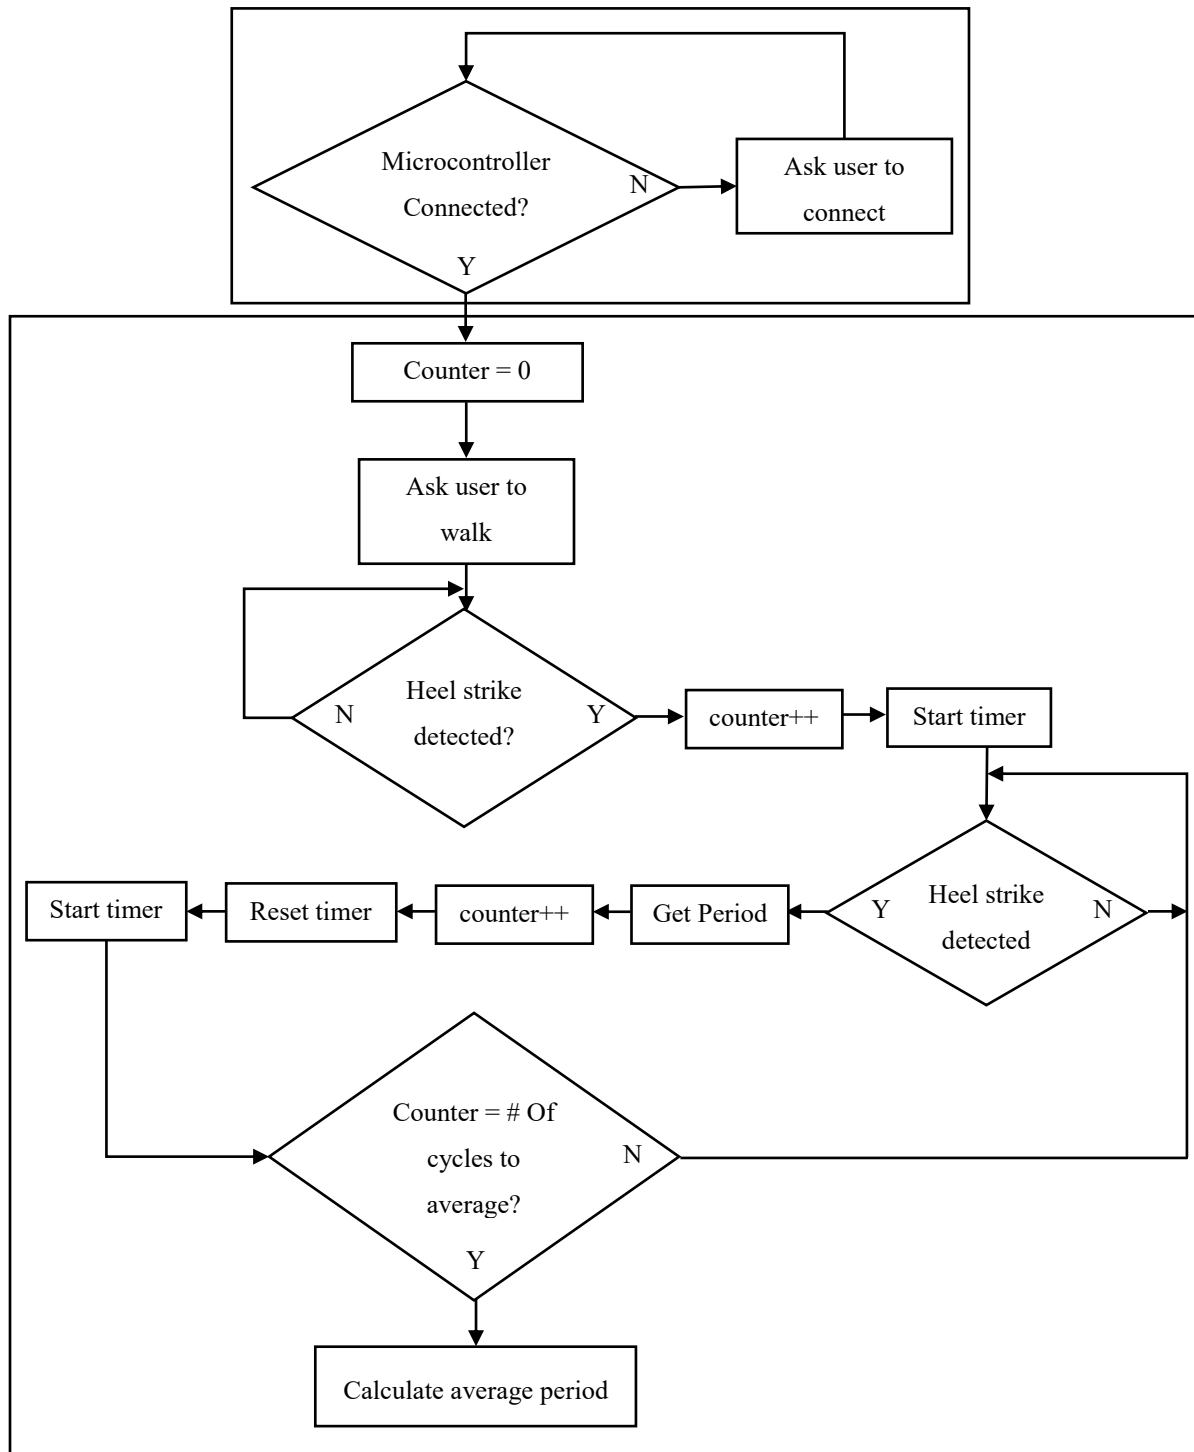 Microcontroller
Connected?
N
Y
Ask user to
connect
Counter = 0
Ask user to
walk
Heel strike
detected?
N
Y
counter++
Start timer
Heel strike
detected
Y
N
Get Period
counter++
Reset timer
Start timer
Counter = # Of
cycles to
average?
N
Y
Calculate average period